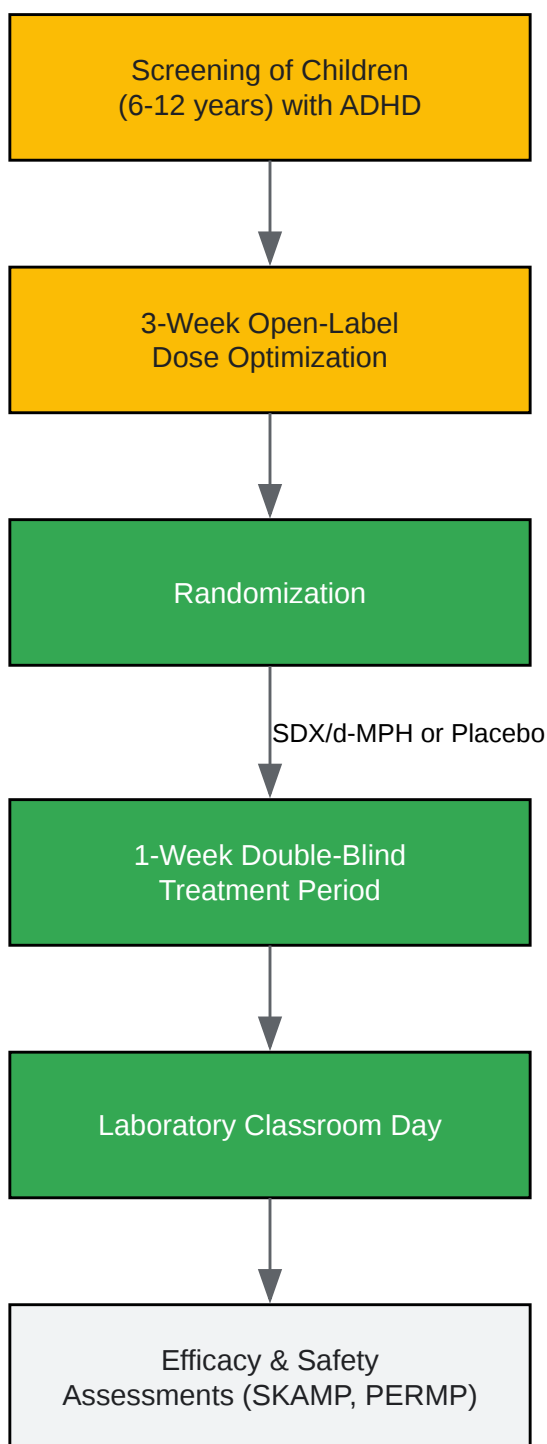 Screening of Children
(6-12 years) with ADHD
3-Week Open-Label
Dose Optimization
Randomization
SDX/d-MPH or Placebo
1-Week Double-Blind
Treatment Period
Laboratory Classroom Day
Efficacy & Safety
Assessments (SKAMP, PERMP)